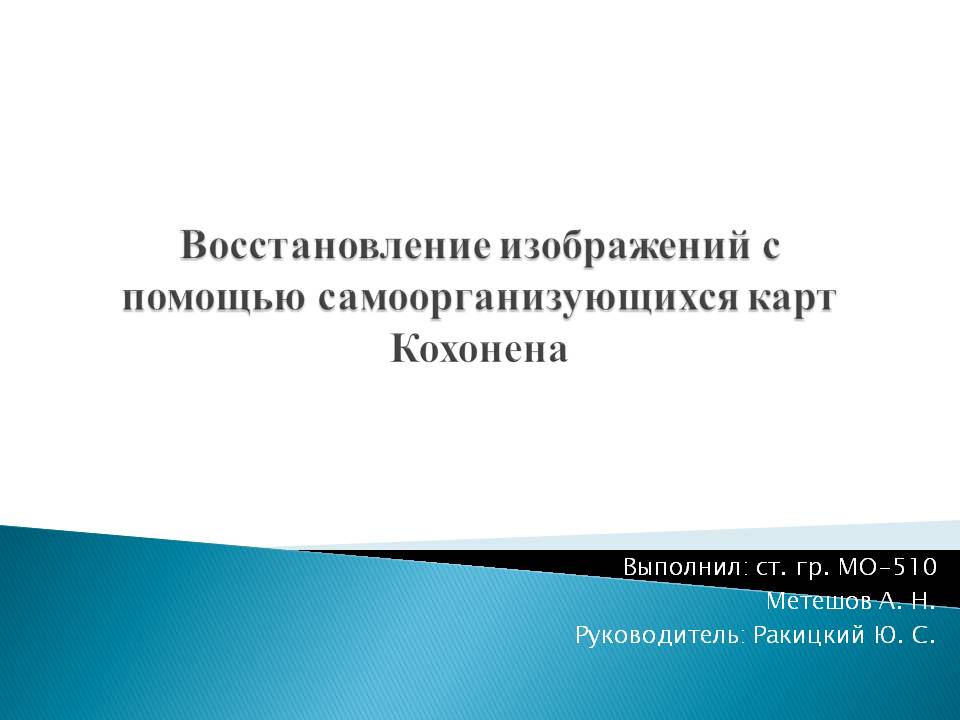 Восстановление изображений с
помощью самоорганизующихся карт
Кохонена
Выполнил: ст. гр. МО-510
Метешов А. Н.
Руководитель: Ракицкий Ю. С.